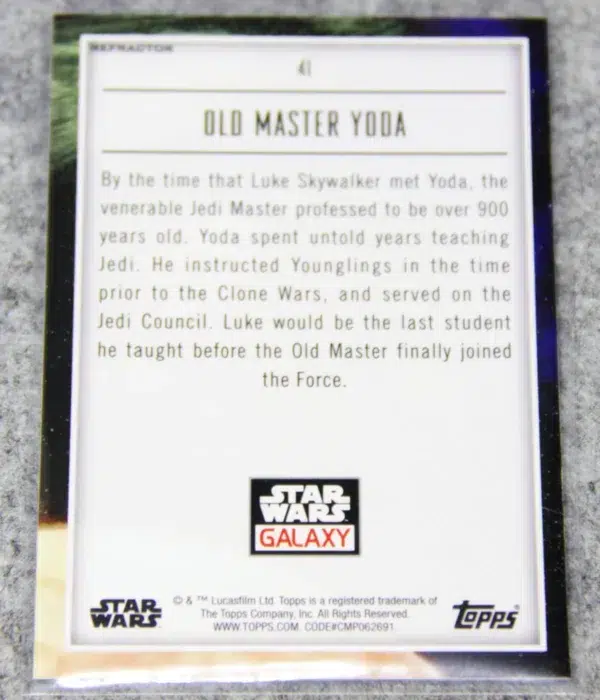 REFRACTOR
41
OLD MASTER YODA
By the time that Luke Skywalker met Yoda, the
venerable Jedi Master professed to be over 900
years old. Yoda spent untold years teaching
Jedi. He instructed Younglings in the time
prior to the Clone Wars, and served on the
Jedi Council. Luke would be the last student
he taught before the Old Master finally joined
the Force.
STAR
WARS
GALAXY
STAR
WARS
© & ™ Lucasfilm Ltd. Topps is a registered trademark of
The Topps Company, Inc. All Rights Reserved.
WWW.TOPPS.COM CODE#CMP062691
topps®